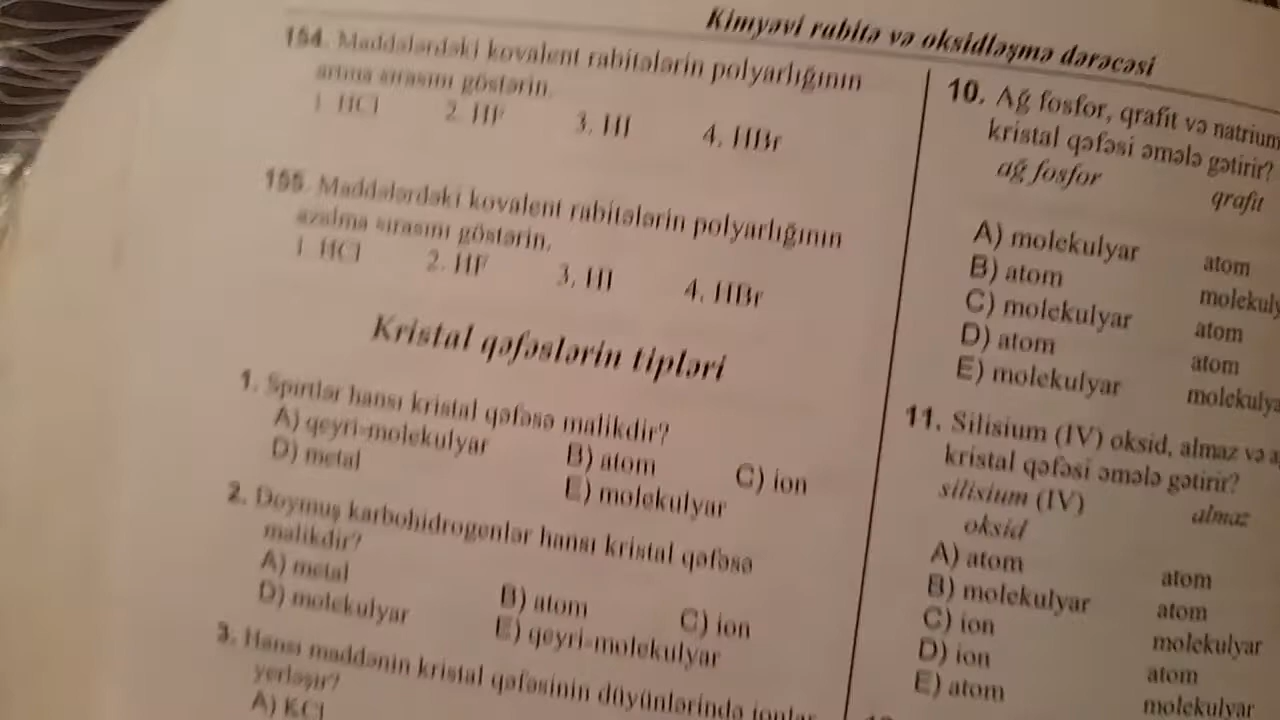 Kimyəvi rabitə və oksidləşmə dərəcəsi
154. Maddələrdəki kovalent rabitələrin polyarlığının
artma sırasını göstərin.
1. HCl 2. HF 3. HI 4. HBr
155. Maddələrdəki kovalent rabitələrin polyarlığının
azalma sırasını göstərin.
1. HCl 2. HF 3. HI 4. HBr
Kristal qəfəslərin tipləri
1. Spirtlər hansı kristal qəfəsə malikdir?
A) qeyri-molekulyar B) atom C) ion
D) metal E) molekulyar
2. Doymuş karbohidrogenlər hansı kristal qəfəsə
malikdir?
A) metal B) atom C) ion
D) molekulyar E) qeyri-molekulyar
3. Hansı maddənin kristal qəfəsinin düyünlərində ionlar
yerləşir?
A) KCl
10. Ağ fosfor, qrafit və natrium
kristal qəfəsi əmələ gətirir?
ağ fosfor qrafit
A) molekulyar atom
B) atom molekuly
C) molekulyar atom
D) atom atom
E) molekulyar molekulya
11. Silisium (IV) oksid, almaz və a
kristal qəfəsi əmələ gətirir?
silisium (IV) almaz
oksid
A) atom atom
B) molekulyar atom
C) ion molekulyar
D) ion atom
E) atom molekulyar